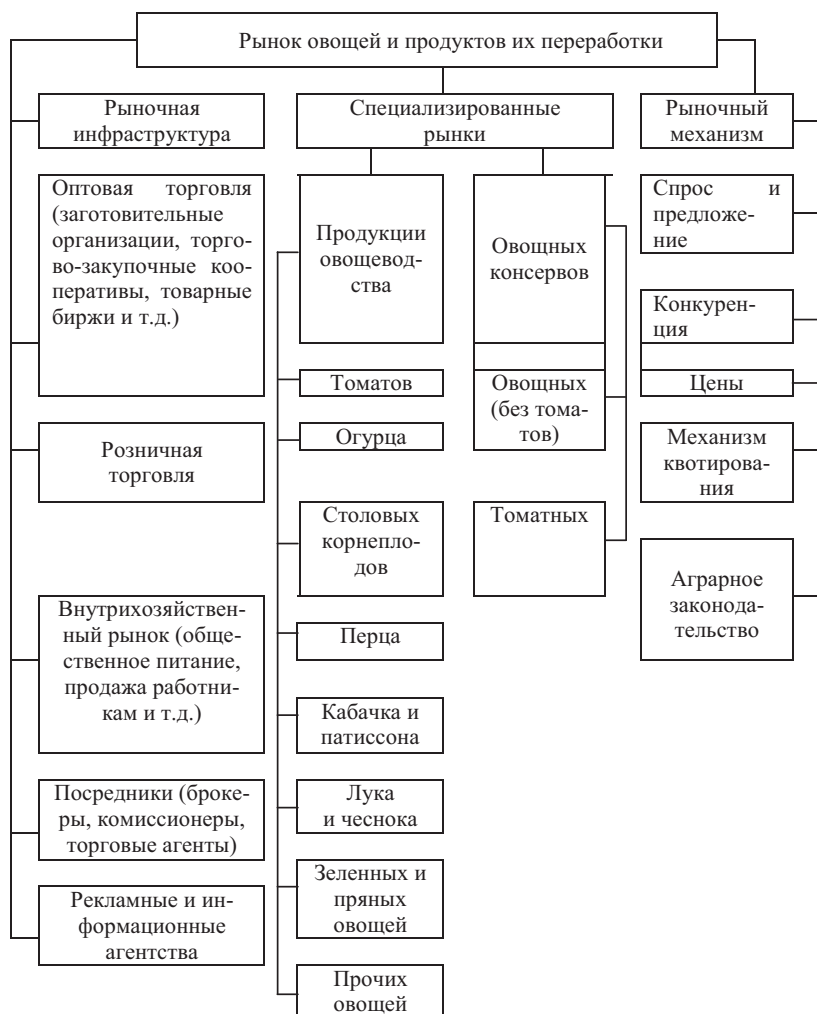 Рынок овощей и продуктов их переработки
Рыночная
инфраструктура
Оптовая торговля
(заготовительные
организации, торго-
во-закупочные коо-
перативы, товарные
биржи и т.д.)
Розничная
торговля
Внутрихозяйствен-
ный рынок (обще-
ственное питание,
продажа работни-
кам и т.д.)
Посредники (броке-
ры, комиссионеры,
торговые агенты)
Рекламные и ин-
формационные
агентства
Специализированные
рынки
Продукции
овощевод-
ства
Томатов
Огурца
Столовых
корнепло-
дов
Перца
Кабачка и
патиссона
Лука
и чеснока
Зеленных и
пряных
овощей
Прочих
овощей
Овощных
консервов
Овощных
(без тома-
тов)
Томатных
Рыночный
механизм
Спрос и
предложе-
ние
Конкурен-
ция
Цены
Механизм
квотирова-
ния
Аграрное
законода-
тельство